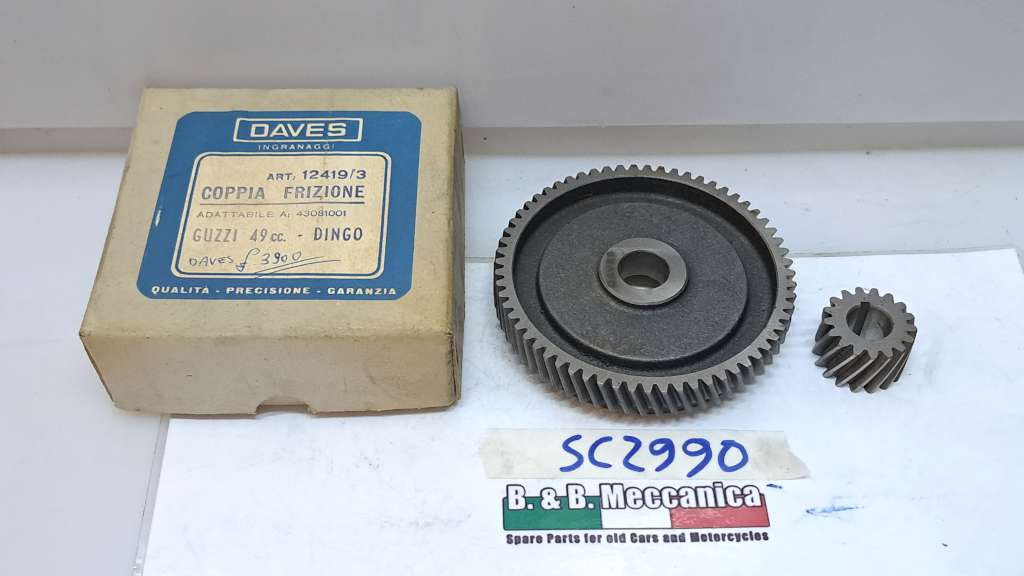 DAVES
INGRANAGGI
ART. 12419/3
COPPIA FRIZIONE
ADATTABILE A: 43081001
GUZZI 49 cc. - DINGO
DAVES £ 3900
QUALITÀ - PRECISIONE - GARANZIA
SC2990
B. & B. Meccanica
Spare Parts for old Cars and Motorcycles